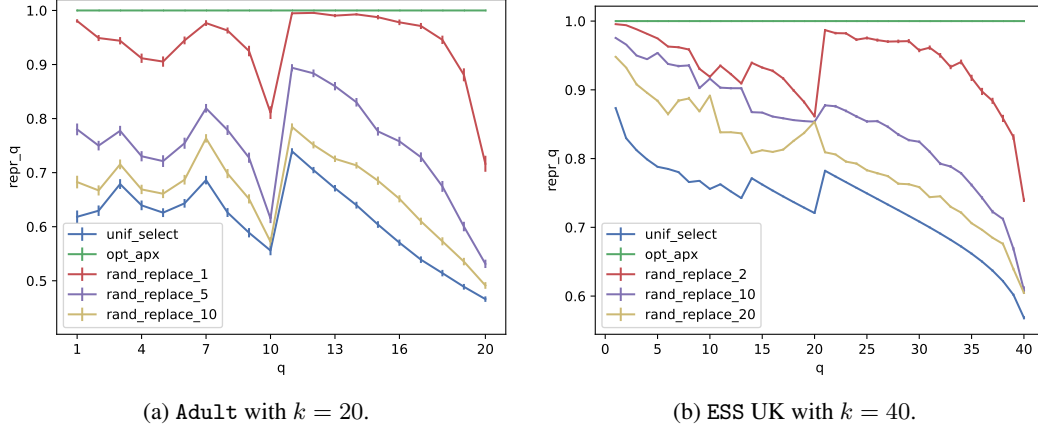 1.0
0.9
0.8
0.7
0.6
0.5
repr_q
unif_select
opt_apx
rand_replace_1
rand_replace_5
rand_replace_10
1 4 7 10 13 16 20
q
(a) Adult with k = 20.
1.0
0.9
0.8
0.7
0.6
repr_q
unif_select
opt_apx
rand_replace_2
rand_replace_10
rand_replace_20
0 5 10 15 20 25 30 35 40
q
(b) ESS UK with k = 40.